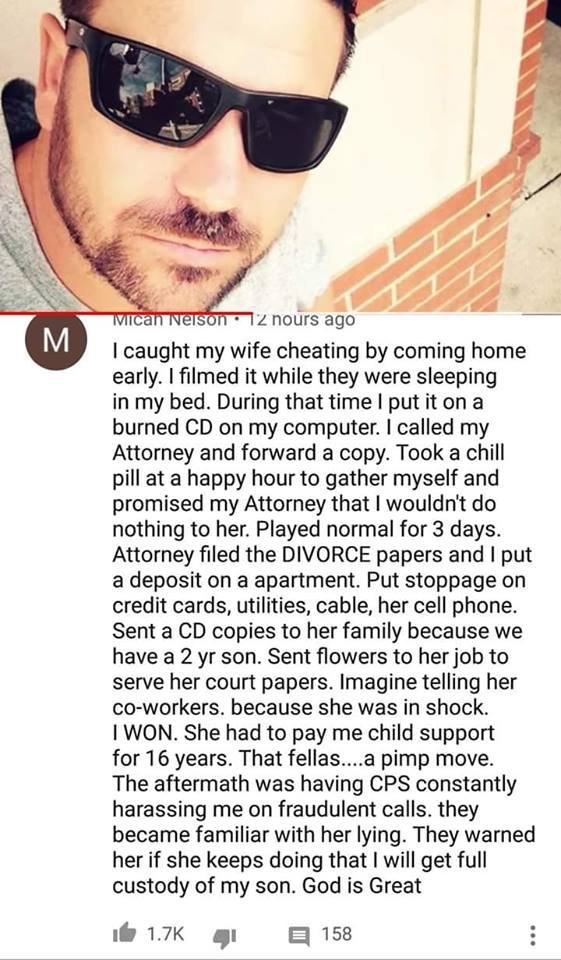 Micah Nelson • 12 hours ago
M
I caught my wife cheating by coming home
early. I filmed it while they were sleeping
in my bed. During that time I put it on a
burned CD on my computer. I called my
Attorney and forward a copy. Took a chill
pill at a happy hour to gather myself and
promised my Attorney that I wouldn't do
nothing to her. Played normal for 3 days.
Attorney filed the DIVORCE papers and I put
a deposit on a apartment. Put stoppage on
credit cards, utilities, cable, her cell phone.
Sent a CD copies to her family because we
have a 2 yr son. Sent flowers to her job to
serve her court papers. Imagine telling her
co-workers. because she was in shock.
I WON. She had to pay me child support
for 16 years. That fellas....a pimp move.
The aftermath was having CPS constantly
harassing me on fraudulent calls. they
became familiar with her lying. They warned
her if she keeps doing that I will get full
custody of my son. God is Great
1.7K 158